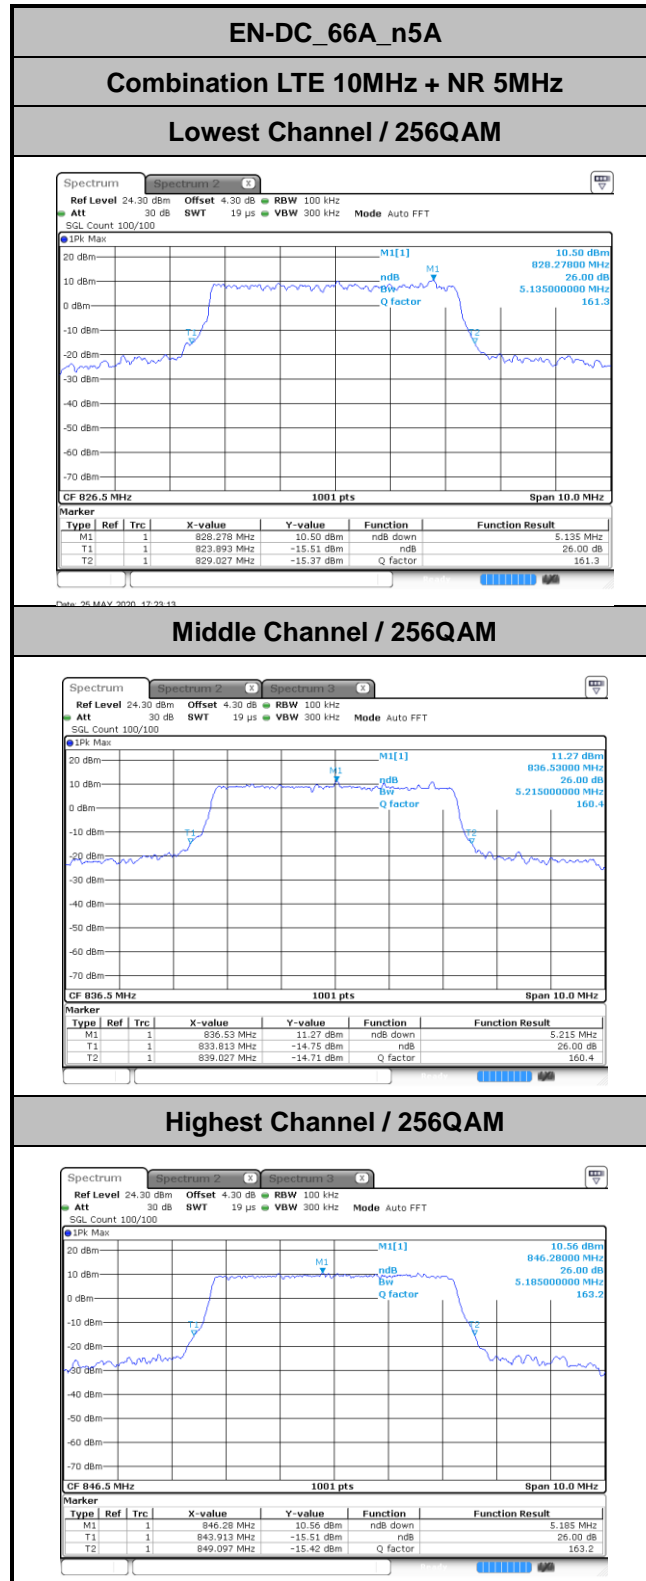 EN-DC_66A_n5A
Combination LTE 10MHz + NR 5MHz
Lowest Channel / 256QAM
Spectrum Spectrum 2 X
Ref Level 24.30 dBm Offset 4.30 dB RBW 100 kHz
Att 30 dB SWT 19 µs VBW 300 kHz Mode Auto FFT
SGL Count 100/100
1Pk Max
M1[1] 10.50 dBm
828.27800 MHz
ndB 26.00 dB
Bw 5.135000000 MHz
Q factor 161.3
20 dBm
10 dBm
0 dBm
-10 dBm
-20 dBm
-30 dBm
-40 dBm
-50 dBm
-60 dBm
-70 dBm
M1
T1
T2
CF 826.5 MHz 1001 pts Span 10.0 MHz
Marker
Type Ref Trc X-value Y-value Function Function Result
M1 1 828.278 MHz 10.50 dBm ndB down 5.135 MHz
T1 1 823.893 MHz -15.51 dBm ndB 26.00 dB
T2 1 829.027 MHz -15.37 dBm Q factor 161.3
Date: 25.MAY.2020 17:23:13
Middle Channel / 256QAM
Spectrum Spectrum 2 X Spectrum 3 X
Ref Level 24.30 dBm Offset 4.30 dB RBW 100 kHz
Att 30 dB SWT 19 µs VBW 300 kHz Mode Auto FFT
SGL Count 100/100
1Pk Max
M1[1] 11.27 dBm
836.53000 MHz
ndB 26.00 dB
Bw 5.215000000 MHz
Q factor 160.4
20 dBm
10 dBm
0 dBm
-10 dBm
-20 dBm
-30 dBm
-40 dBm
-50 dBm
-60 dBm
-70 dBm
M1
T1
T2
CF 836.5 MHz 1001 pts Span 10.0 MHz
Marker
Type Ref Trc X-value Y-value Function Function Result
M1 1 836.53 MHz 11.27 dBm ndB down 5.215 MHz
T1 1 833.813 MHz -14.75 dBm ndB 26.00 dB
T2 1 839.027 MHz -14.71 dBm Q factor 160.4
Highest Channel / 256QAM
Spectrum Spectrum 2 X Spectrum 3 X
Ref Level 24.30 dBm Offset 4.30 dB RBW 100 kHz
Att 30 dB SWT 19 µs VBW 300 kHz Mode Auto FFT
SGL Count 100/100
1Pk Max
M1[1] 10.56 dBm
846.28000 MHz
ndB 26.00 dB
Bw 5.185000000 MHz
Q factor 163.2
20 dBm
10 dBm
0 dBm
-10 dBm
-20 dBm
-30 dBm
-40 dBm
-50 dBm
-60 dBm
-70 dBm
M1
T1
T2
CF 846.5 MHz 1001 pts Span 10.0 MHz
Marker
Type Ref Trc X-value Y-value Function Function Result
M1 1 846.28 MHz 10.56 dBm ndB down 5.185 MHz
T1 1 843.913 MHz -15.51 dBm ndB 26.00 dB
T2 1 849.097 MHz -15.42 dBm Q factor 163.2